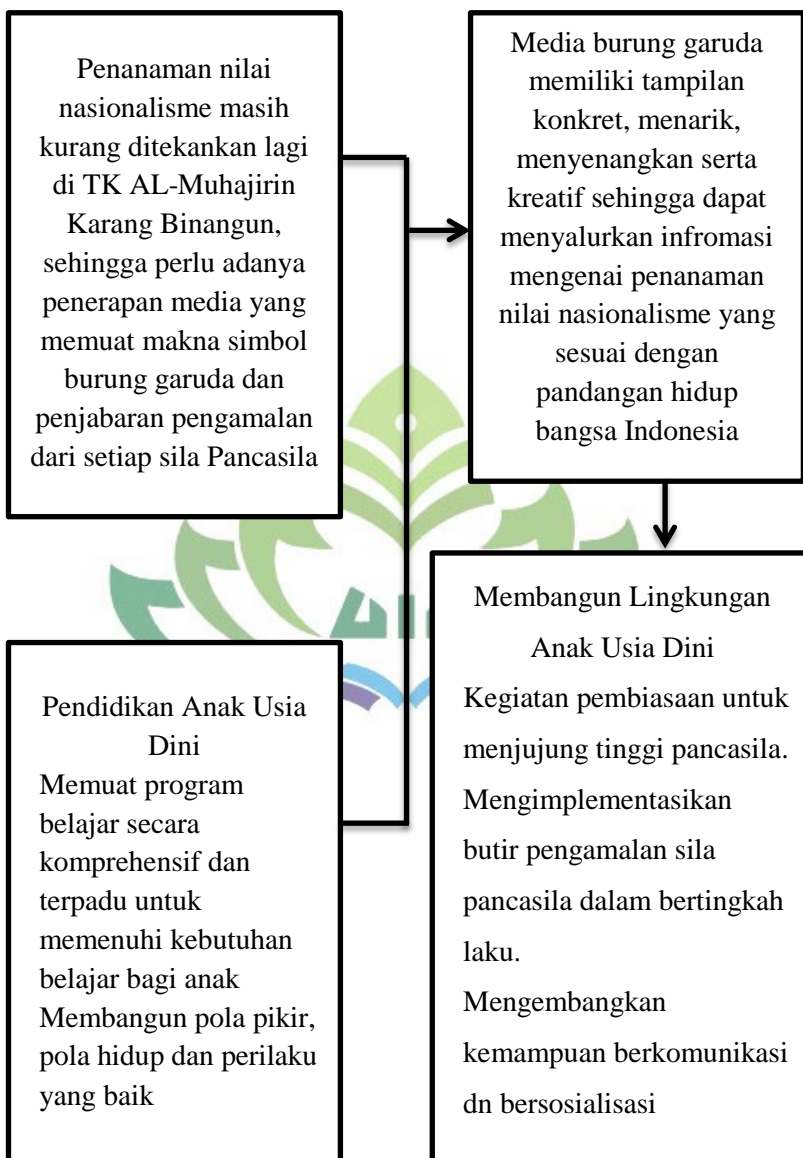 Penanaman nilai
nasionalisme masih
kurang ditekankan lagi
di TK AL-Muhajirin
Karang Binangun,
sehingga perlu adanya
penerapan media yang
memuat makna simbol
burung garuda dan
penjabaran pengamalan
dari setiap sila Pancasila
Media burung garuda
memiliki tampilan
konkret, menarik,
menyenangkan serta
kreatif sehingga dapat
menyalurkan infromasi
mengenai penanaman
nilai nasionalisme yang
sesuai dengan
pandangan hidup
bangsa Indonesia
Pendidikan Anak Usia
Dini
Memuat program
belajar secara
komprehensif dan
terpadu untuk
memenuhi kebutuhan
belajar bagi anak
Membangun pola pikir,
pola hidup dan perilaku
yang baik
Membangun Lingkungan
Anak Usia Dini
Kegiatan pembiasaan untuk
menjujung tinggi pancasila.
Mengimplementasikan
butir pengamalan sila
pancasila dalam bertingkah
laku.
Mengembangkan
kemampuan berkomunikasi
dn bersosialisasi